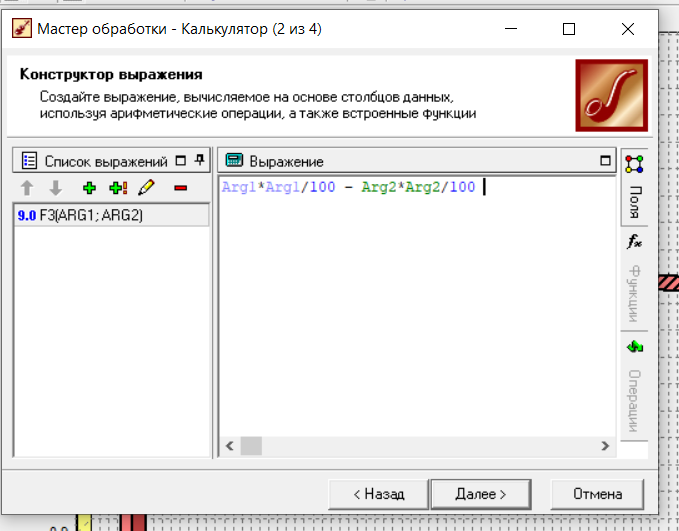 Мастер обработки - Калькулятор (2 из 4)
Конструктор выражения
Создайте выражение, вычисляемое на основе столбцов данных,
используя арифметические операции, а также встроенные функции
Список выражений
Выражение
9.0 F3(ARG1; ARG2)
Arg1*Arg1/100 - Arg2*Arg2/100
Поля
fx
Функции
Операции
< Назад
Далее >
Отмена